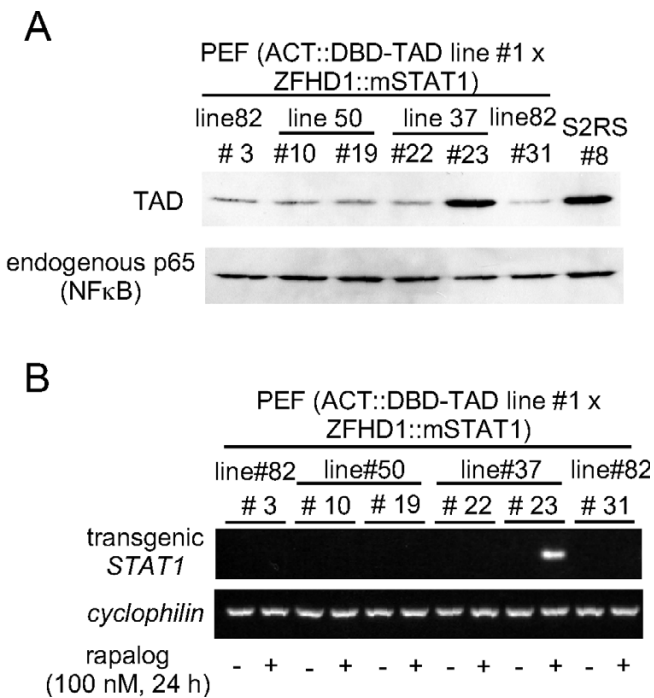 A
PEF (ACT::DBD-TAD line #1 x
ZFHD1::mSTAT1)
line82 line 50 line 37 line82 S2RS
# 3 #10 #19 #22 #23 #31 #8
TAD
endogenous p65
(NFκB)
B
PEF (ACT::DBD-TAD line #1 x
ZFHD1::mSTAT1)
line#82 line#50 line#37 line#82
# 3 # 10 # 19 # 22 # 23 # 31
transgenic
STAT1
cyclophilin
rapalog
(100 nM, 24 h) - + - + - + - + - + - +